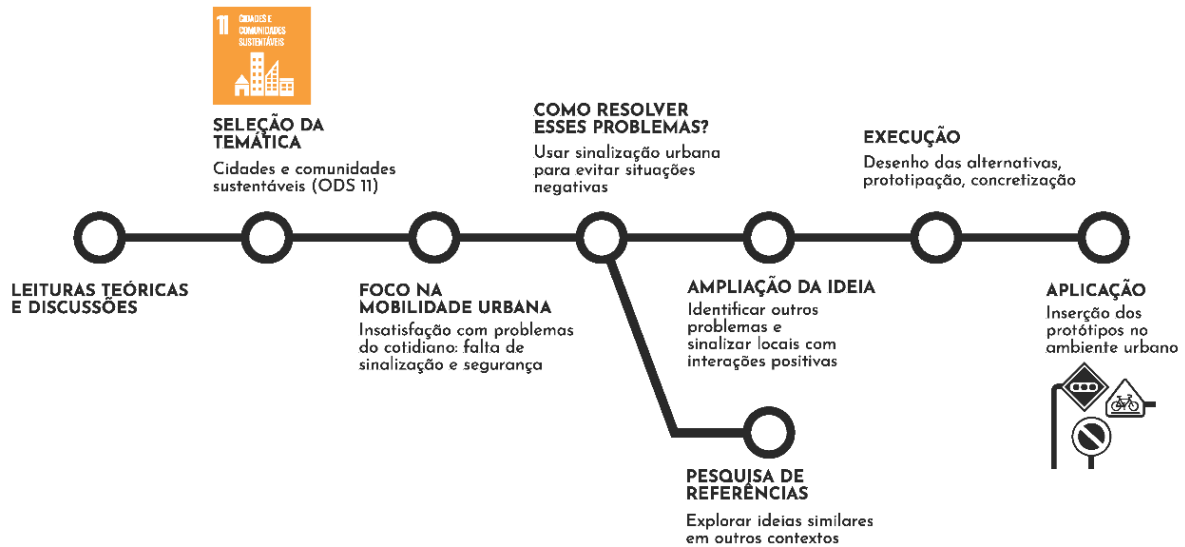 11 CIDADES E
COMUNIDADES
SUSTENTÁVEIS
SELEÇÃO DA
TEMÁTICA
Cidades e comunidades
sustentáveis (ODS 11)
COMO RESOLVER
ESSES PROBLEMAS?
Usar sinalização urbana
para evitar situações
negativas
EXECUÇÃO
Desenho das alternativas,
prototipação, concretização
LEITURAS TEÓRICAS
E DISCUSSÕES
FOCO NA
MOBILIDADE URBANA
Insatisfação com problemas
do cotidiano: falta de
sinalização e segurança
AMPLIAÇÃO DA IDEIA
Identificar outros
problemas e
sinalizar locais com
interações positivas
APLICAÇÃO
Inserção dos
protótipos no
ambiente urbano
PESQUISA DE
REFERÊNCIAS
Explorar ideias similares
em outros contextos